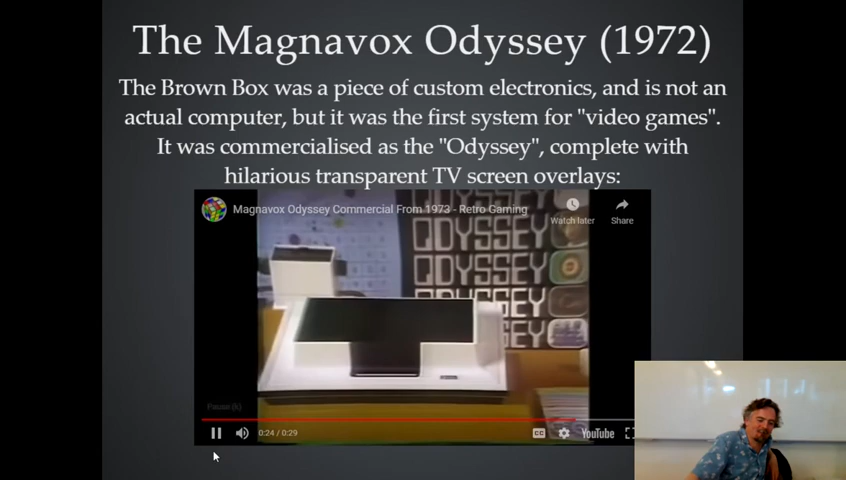 The Magnavox Odyssey (1972)
The Brown Box was a piece of custom electronics, and is not an
actual computer, but it was the first system for "video games".
It was commercialised as the "Odyssey", complete with
hilarious transparent TV screen overlays:
Magnavox Odyssey Commercial From 1973 - Retro Gaming
Watch later
Share
ODYSSEY
ODYSSEY
ODYSSEY
ODYSSEY
ODYSSEY
Pause (k)
0:24 / 0:29
CC
YouTube